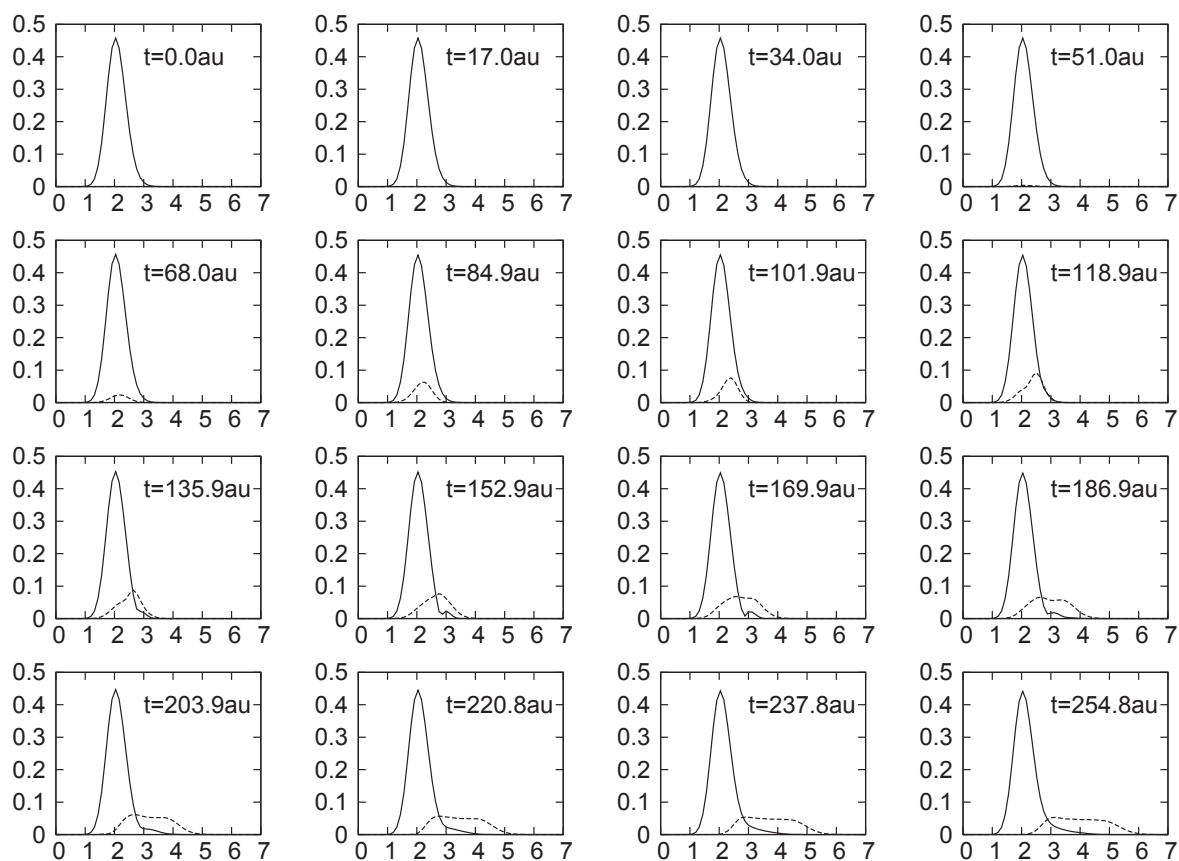 0.5 0.5 0.5 0.5
t=0.0au t=17.0au t=34.0au t=51.0au
0.4 0.4 0.4 0.4
0.3 0.3 0.3 0.3
0.2 0.2 0.2 0.2
0.1 0.1 0.1 0.1
0 0 0 0
0 1 2 3 4 5 6 7 0 1 2 3 4 5 6 7 0 1 2 3 4 5 6 7 0 1 2 3 4 5 6 7
0.5 0.5 0.5 0.5
t=68.0au t=84.9au t=101.9au t=118.9au
0.4 0.4 0.4 0.4
0.3 0.3 0.3 0.3
0.2 0.2 0.2 0.2
0.1 0.1 0.1 0.1
0 0 0 0
0 1 2 3 4 5 6 7 0 1 2 3 4 5 6 7 0 1 2 3 4 5 6 7 0 1 2 3 4 5 6 7
0.5 0.5 0.5 0.5
t=135.9au t=152.9au t=169.9au t=186.9au
0.4 0.4 0.4 0.4
0.3 0.3 0.3 0.3
0.2 0.2 0.2 0.2
0.1 0.1 0.1 0.1
0 0 0 0
0 1 2 3 4 5 6 7 0 1 2 3 4 5 6 7 0 1 2 3 4 5 6 7 0 1 2 3 4 5 6 7
0.5 0.5 0.5 0.5
t=203.9au t=220.8au t=237.8au t=254.8au
0.4 0.4 0.4 0.4
0.3 0.3 0.3 0.3
0.2 0.2 0.2 0.2
0.1 0.1 0.1 0.1
0 0 0 0
0 1 2 3 4 5 6 7 0 1 2 3 4 5 6 7 0 1 2 3 4 5 6 7 0 1 2 3 4 5 6 7